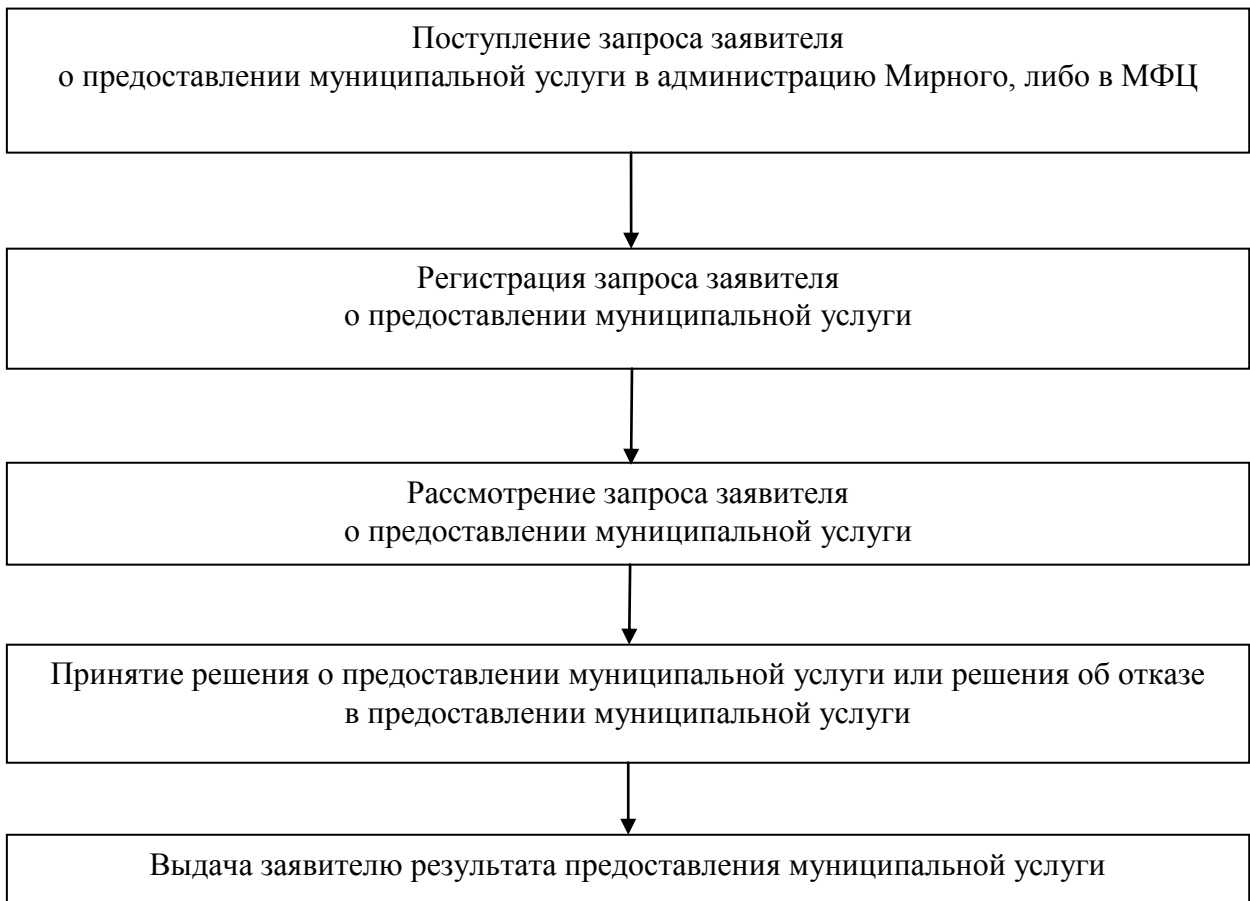 Поступление запроса заявителя
о предоставлении муниципальной услуги в администрацию Мирного, либо в МФЦ
Регистрация запроса заявителя
о предоставлении муниципальной услуги
Рассмотрение запроса заявителя
о предоставлении муниципальной услуги
Принятие решения о предоставлении муниципальной услуги или решения об отказе
в предоставлении муниципальной услуги
Выдача заявителю результата предоставления муниципальной услуги